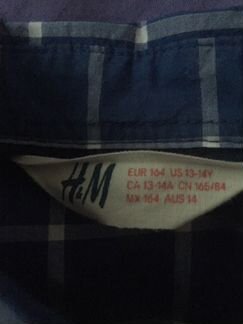 H&M
EUR 164 US 13-14Y
CA 13-14A CN 165/84
MX 164 AUS 14